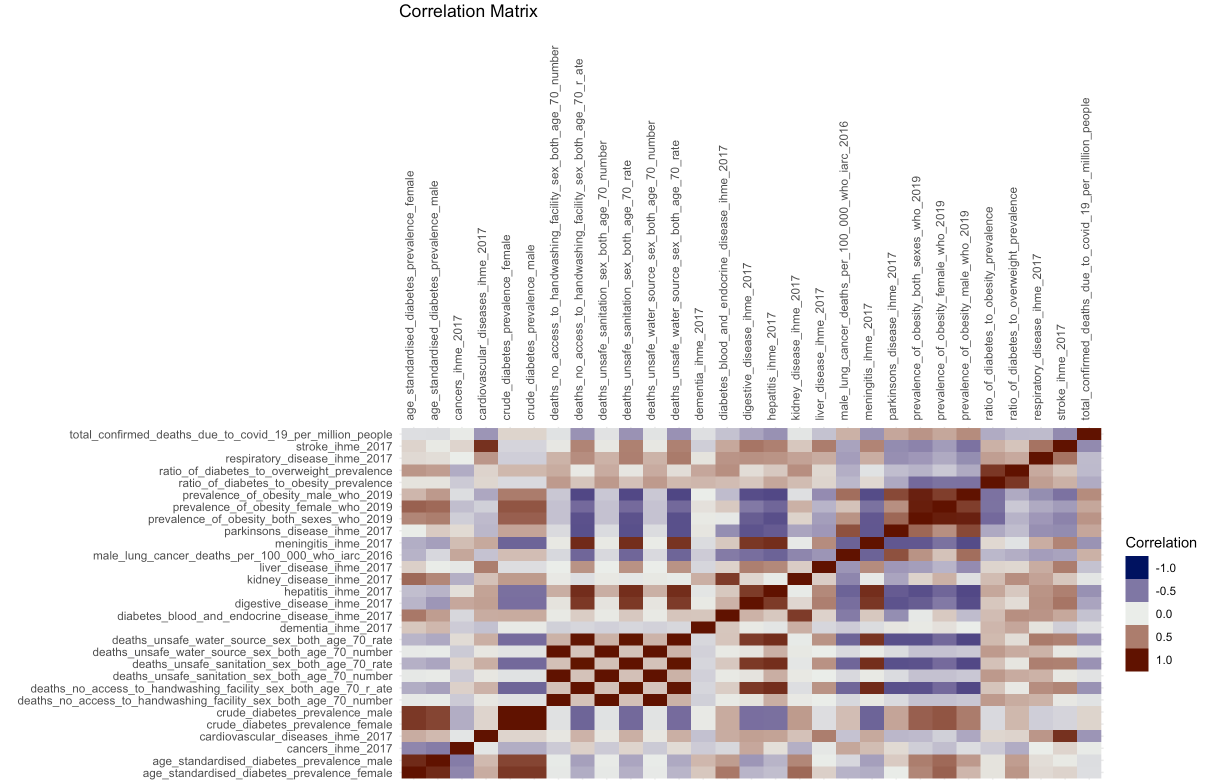 Correlation Matrix
age_standardised_diabetes_prevalence_female
age_standardised_diabetes_prevalence_male
cancers_ihme_2017
cardiovascular_diseases_ihme_2017
crude_diabetes_prevalence_female
crude_diabetes_prevalence_male
deaths_no_access_to_handwashing_facility_sex_both_age_70_number
deaths_no_access_to_handwashing_facility_sex_both_age_70_r_ate
deaths_unsafe_sanitation_sex_both_age_70_number
deaths_unsafe_sanitation_sex_both_age_70_rate
deaths_unsafe_water_source_sex_both_age_70_number
deaths_unsafe_water_source_sex_both_age_70_rate
dementia_ihme_2017
diabetes_blood_and_endocrine_disease_ihme_2017
digestive_disease_ihme_2017
hepatitis_ihme_2017
kidney_disease_ihme_2017
liver_disease_ihme_2017
male_lung_cancer_deaths_per_100_000_who_iarc_2016
meningitis_ihme_2017
parkinsons_disease_ihme_2017
prevalence_of_obesity_both_sexes_who_2019
prevalence_of_obesity_female_who_2019
prevalence_of_obesity_male_who_2019
ratio_of_diabetes_to_obesity_prevalence
ratio_of_diabetes_to_overweight_prevalence
respiratory_disease_ihme_2017
stroke_ihme_2017
total_confirmed_deaths_due_to_covid_19_per_million_people
total_confirmed_deaths_due_to_covid_19_per_million_people
stroke_ihme_2017
respiratory_disease_ihme_2017
ratio_of_diabetes_to_overweight_prevalence
ratio_of_diabetes_to_obesity_prevalence
prevalence_of_obesity_male_who_2019
prevalence_of_obesity_female_who_2019
prevalence_of_obesity_both_sexes_who_2019
parkinsons_disease_ihme_2017
meningitis_ihme_2017
male_lung_cancer_deaths_per_100_000_who_iarc_2016
liver_disease_ihme_2017
kidney_disease_ihme_2017
hepatitis_ihme_2017
digestive_disease_ihme_2017
diabetes_blood_and_endocrine_disease_ihme_2017
dementia_ihme_2017
deaths_unsafe_water_source_sex_both_age_70_rate
deaths_unsafe_water_source_sex_both_age_70_number
deaths_unsafe_sanitation_sex_both_age_70_rate
deaths_unsafe_sanitation_sex_both_age_70_number
deaths_no_access_to_handwashing_facility_sex_both_age_70_r_ate
deaths_no_access_to_handwashing_facility_sex_both_age_70_number
crude_diabetes_prevalence_male
crude_diabetes_prevalence_female
cardiovascular_diseases_ihme_2017
cancers_ihme_2017
age_standardised_diabetes_prevalence_male
age_standardised_diabetes_prevalence_female
Correlation
-1.0
-0.5
0.0
0.5
1.0